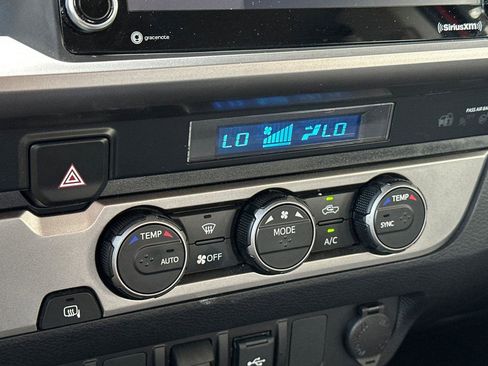 gracenote
SiriusXM
PASS AIR BAG
LO LO
TEMP
AUTO
OFF
MODE
A/C
TEMP
SYNC